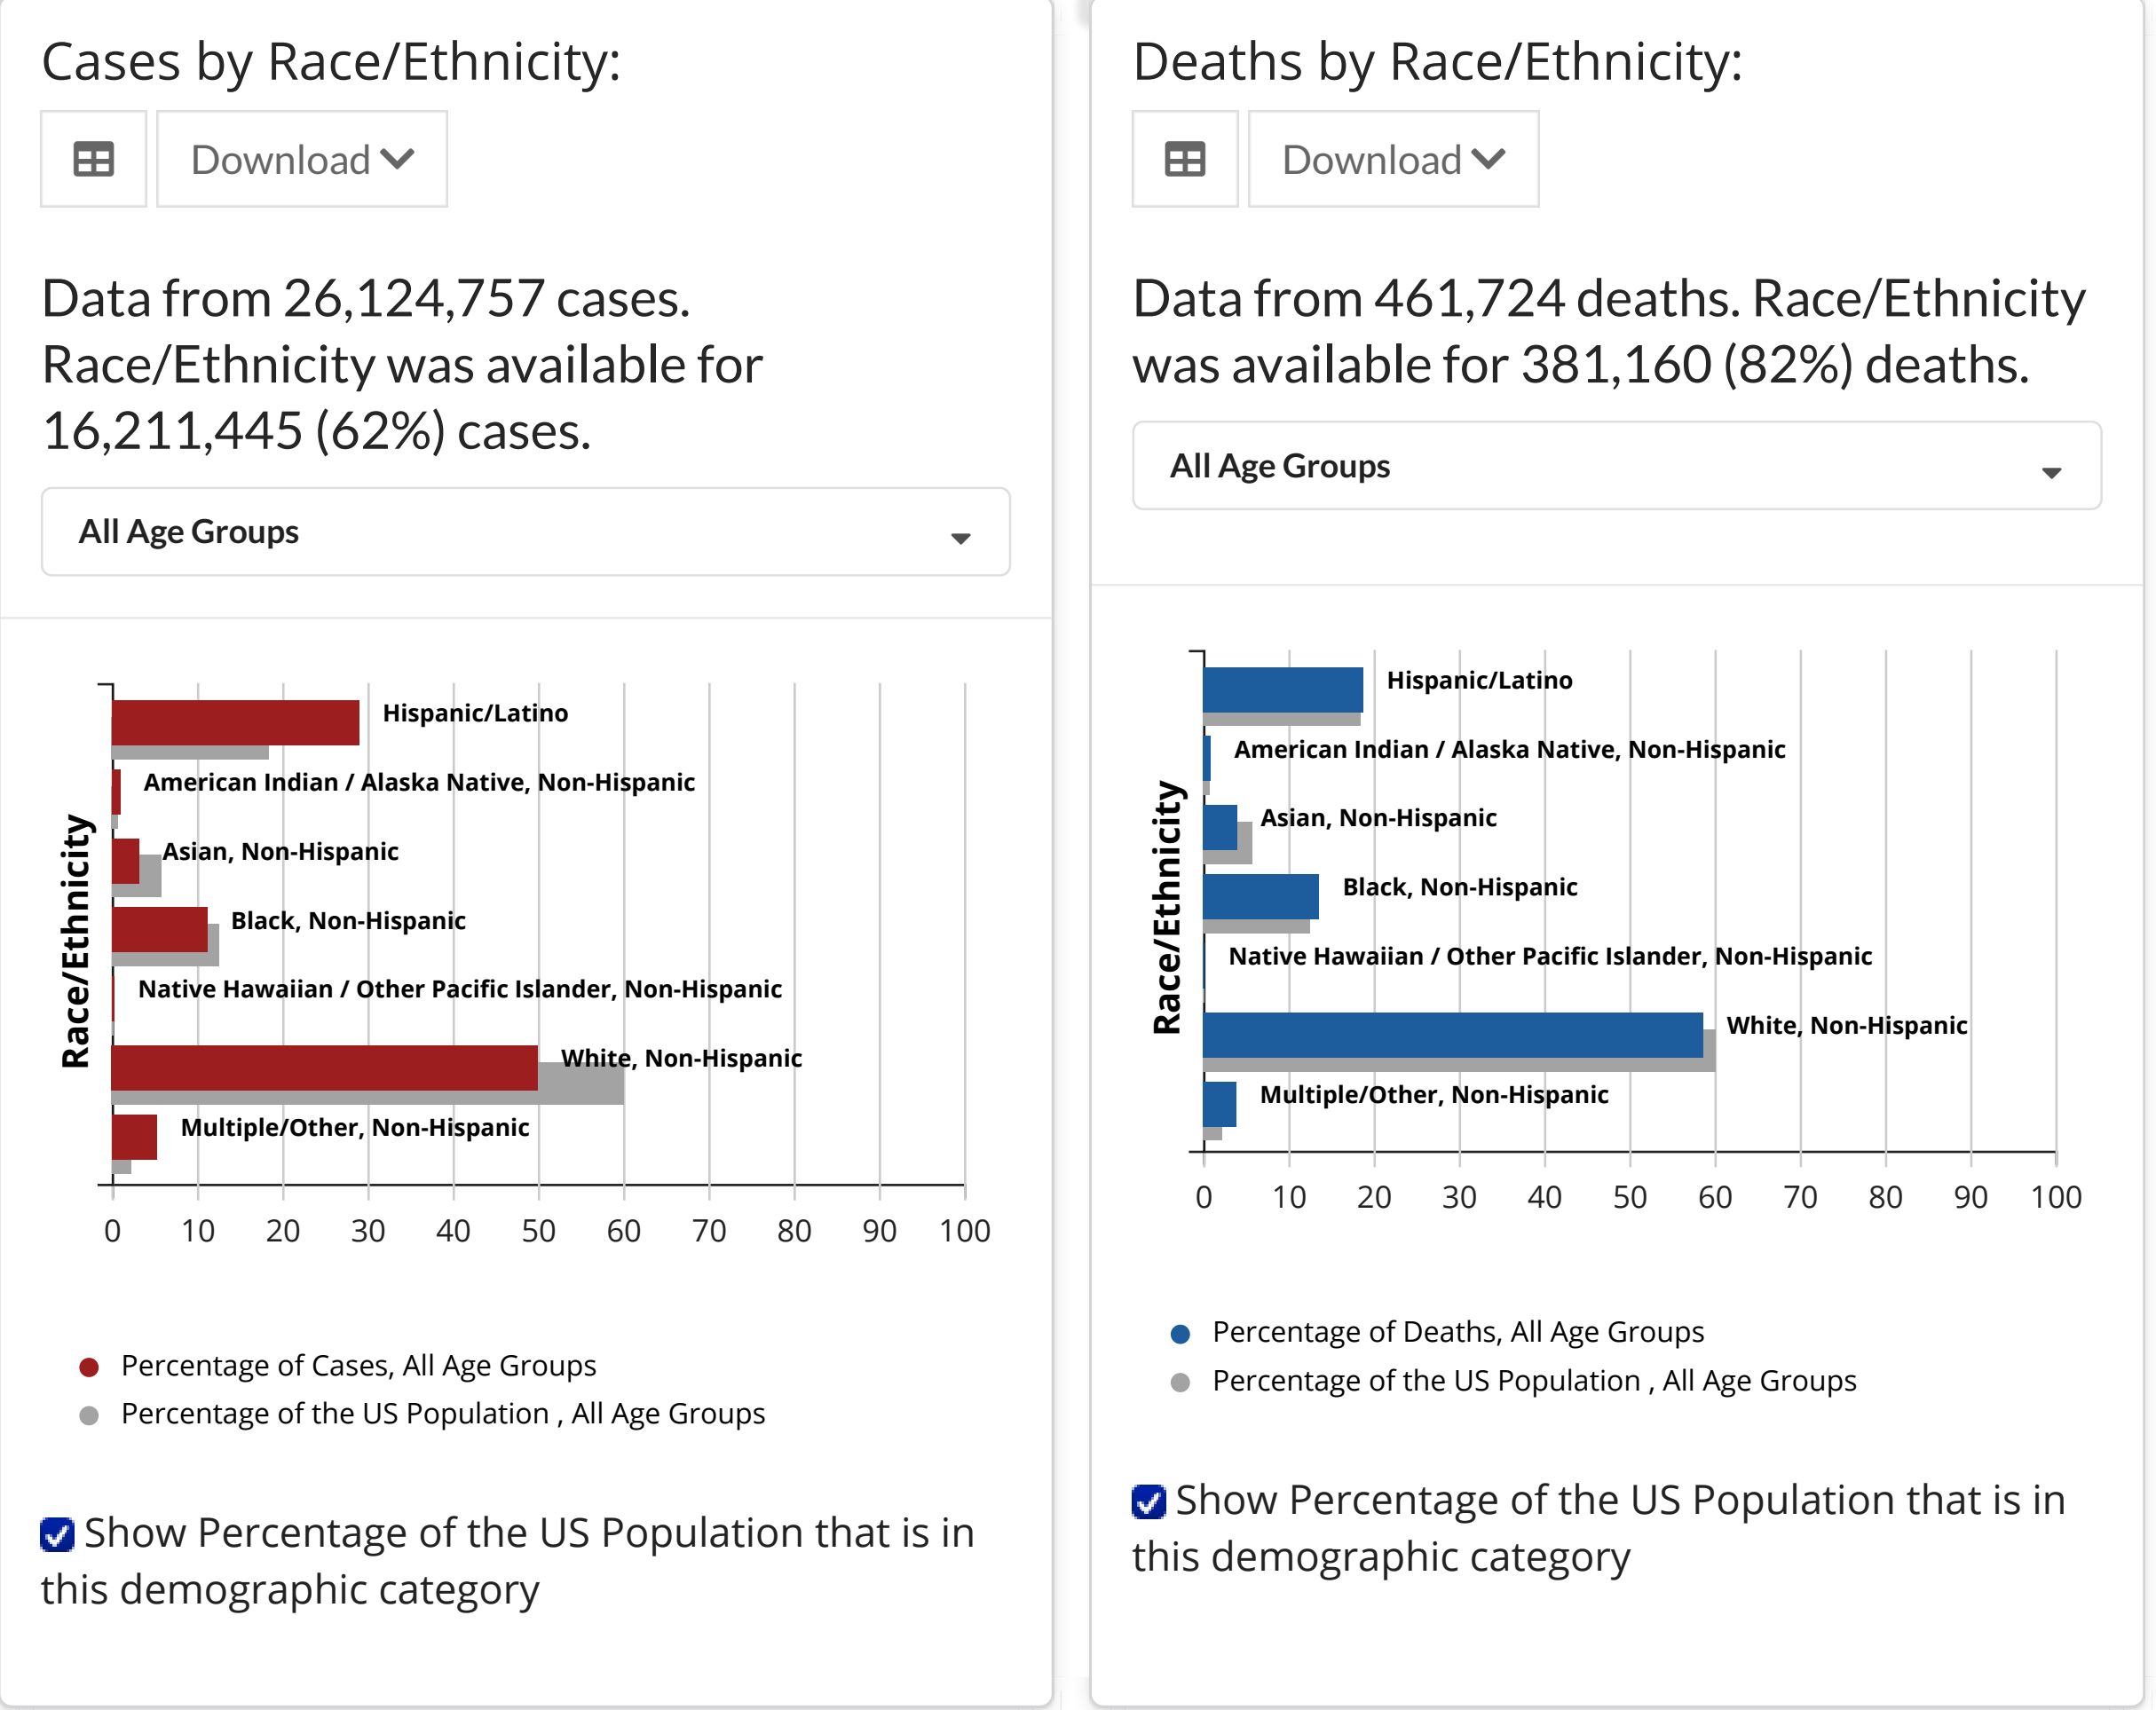 Cases by Race/Ethnicity:
Download
Data from 26,124,757 cases.
Race/Ethnicity was available for
16,211,445 (62%) cases.
All Age Groups
Race/Ethnicity
Hispanic/Latino
American Indian / Alaska Native, Non-Hispanic
Asian, Non-Hispanic
Black, Non-Hispanic
Native Hawaiian / Other Pacific Islander, Non-Hispanic
White, Non-Hispanic
Multiple/Other, Non-Hispanic
0 10 20 30 40 50 60 70 80 90 100
Percentage of Cases, All Age Groups
Percentage of the US Population , All Age Groups
Show Percentage of the US Population that is in
this demographic category
Deaths by Race/Ethnicity:
Download
Data from 461,724 deaths. Race/Ethnicity
was available for 381,160 (82%) deaths.
All Age Groups
Race/Ethnicity
Hispanic/Latino
American Indian / Alaska Native, Non-Hispanic
Asian, Non-Hispanic
Black, Non-Hispanic
Native Hawaiian / Other Pacific Islander, Non-Hispanic
White, Non-Hispanic
Multiple/Other, Non-Hispanic
0 10 20 30 40 50 60 70 80 90 100
Percentage of Deaths, All Age Groups
Percentage of the US Population , All Age Groups
Show Percentage of the US Population that is in
this demographic category